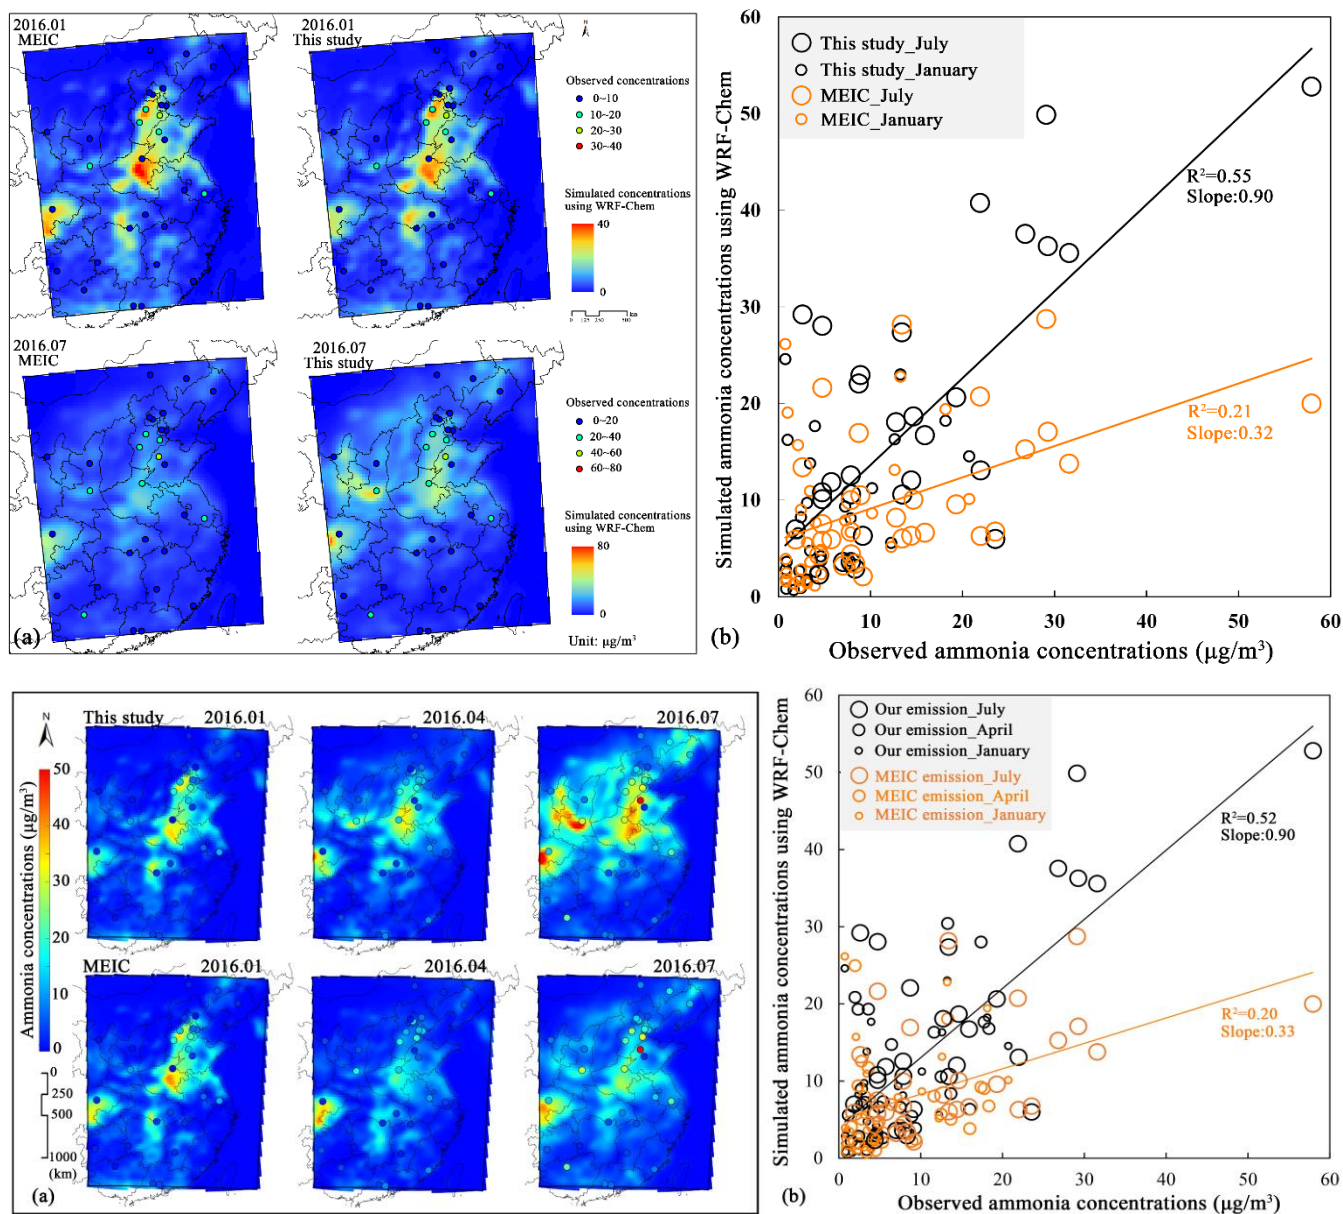 2016.01
MEIC
2016.01
This study
N
Observed concentrations
0~10
10~20
20~30
30~40
Simulated concentrations
using WRF-Chem
40
0
km
0 125 250 500
2016.07
MEIC
2016.07
This study
Observed concentrations
0~20
20~40
40~60
60~80
Simulated concentrations
using WRF-Chem
80
0
Unit: μg/m³
(a)
60
50
40
30
20
10
0
Simulated ammonia concentrations using WRF-Chem
This study_July
This study_January
MEIC_July
MEIC_January
R²=0.55
Slope:0.90
R²=0.21
Slope:0.32
0 10 20 30 40 50 60
(b)
Observed ammonia concentrations (μg/m³)
N
This study 2016.01
2016.04
2016.07
50
40
30
20
10
0
Ammonia concentrations (μg/m³)
MEIC 2016.01
2016.04
2016.07
0
250
500
1000
(km)
(a)
60
50
40
30
20
10
0
Simulated ammonia concentrations using WRF-Chem
Our emission_July
Our emission_April
Our emission_January
MEIC emission_July
MEIC emission_April
MEIC emission_January
R²=0.52
Slope:0.90
R²=0.20
Slope:0.33
0 10 20 30 40 50 60
(b)
Observed ammonia concentrations (μg/m³)